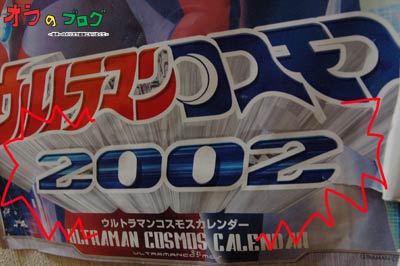 オラのブログ
ウルトラマンコスモス
2002
ウルトラマンコスモスカレンダー
ULTRAMAN COSMOS CALENDAR